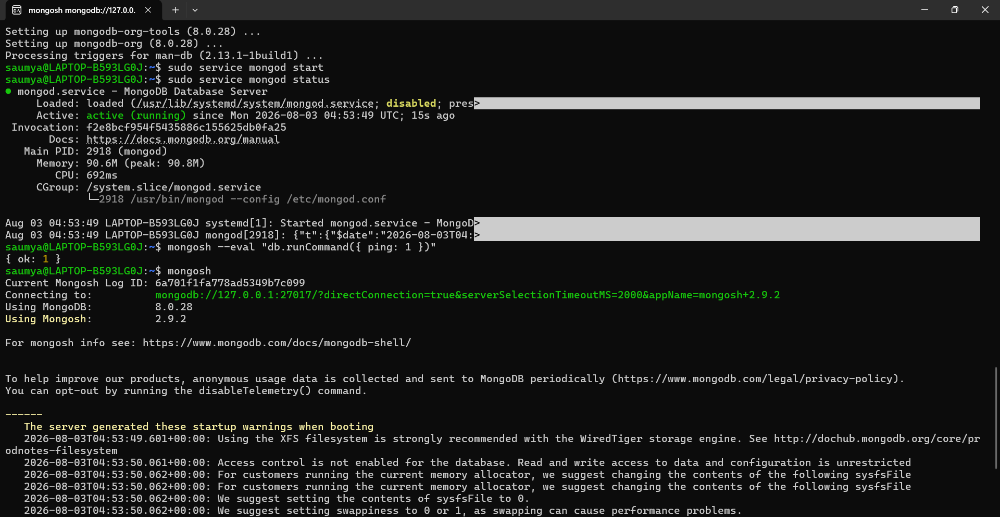 mongosh mongodb://127.0.0.
Setting up mongodb-org-tools (8.0.28) ...
Setting up mongodb-org (8.0.28) ...
Processing triggers for man-db (2.13.1-1build1) ...
saumya@LAPTOP-B593LG0J:~$ sudo service mongod start
saumya@LAPTOP-B593LG0J:~$ sudo service mongod status
● mongod.service - MongoDB Database Server
     Loaded: loaded (/usr/lib/systemd/system/mongod.service; disabled; pres>
     Active: active (running) since Mon 2026-08-03 04:53:49 UTC; 15s ago
 Invocation: f2e8bcf954f5435886c155625db0fa25
       Docs: https://docs.mongodb.org/manual
   Main PID: 2918 (mongod)
     Memory: 90.6M (peak: 90.8M)
        CPU: 692ms
     CGroup: /system.slice/mongod.service
             └─2918 /usr/bin/mongod --config /etc/mongod.conf
Aug 03 04:53:49 LAPTOP-B593LG0J systemd[1]: Started mongod.service - MongoD>
Aug 03 04:53:49 LAPTOP-B593LG0J mongod[2918]: {"t":{"$date":"2026-08-03T04:>
saumya@LAPTOP-B593LG0J:~$ mongosh --eval "db.runCommand({ ping: 1 })"
{ ok: 1 }
saumya@LAPTOP-B593LG0J:~$ mongosh
Current Mongosh Log ID: 6a701f1fa778ad5349b7c099
Connecting to:          mongodb://127.0.0.1:27017/?directConnection=true&serverSelectionTimeoutMS=2000&appName=mongosh+2.9.2
Using MongoDB:          8.0.28
Using Mongosh:          2.9.2
For mongosh info see: https://www.mongodb.com/docs/mongodb-shell/
To help improve our products, anonymous usage data is collected and sent to MongoDB periodically (https://www.mongodb.com/legal/privacy-policy).
You can opt-out by running the disableTelemetry() command.
------
   The server generated these startup warnings when booting
   2026-08-03T04:53:49.601+00:00: Using the XFS filesystem is strongly recommended with the WiredTiger storage engine. See http://dochub.mongodb.org/core/pr
odnotes-filesystem
   2026-08-03T04:53:50.061+00:00: Access control is not enabled for the database. Read and write access to data and configuration is unrestricted
   2026-08-03T04:53:50.062+00:00: For customers running the current memory allocator, we suggest changing the contents of the following sysfsFile
   2026-08-03T04:53:50.062+00:00: For customers running the current memory allocator, we suggest changing the contents of the following sysfsFile
   2026-08-03T04:53:50.062+00:00: We suggest setting the contents of sysfsFile to 0.
   2026-08-03T04:53:50.062+00:00: We suggest setting swappiness to 0 or 1, as swapping can cause performance problems.